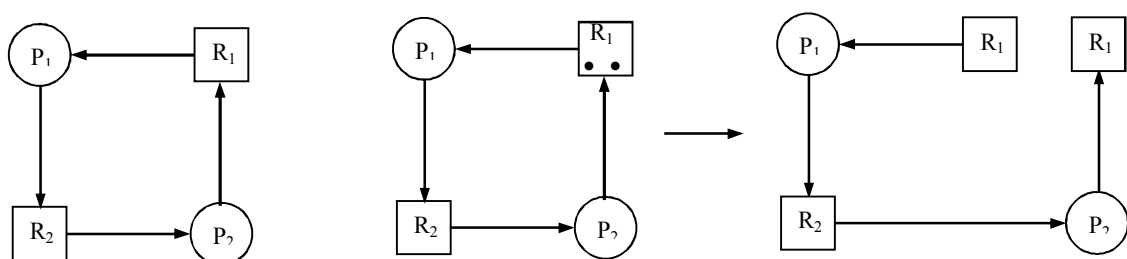 P₁ R₁
R₂ P₂
P₁ R₁
R₂ P₂
P₁ R₁ R₁
R₂ P₂